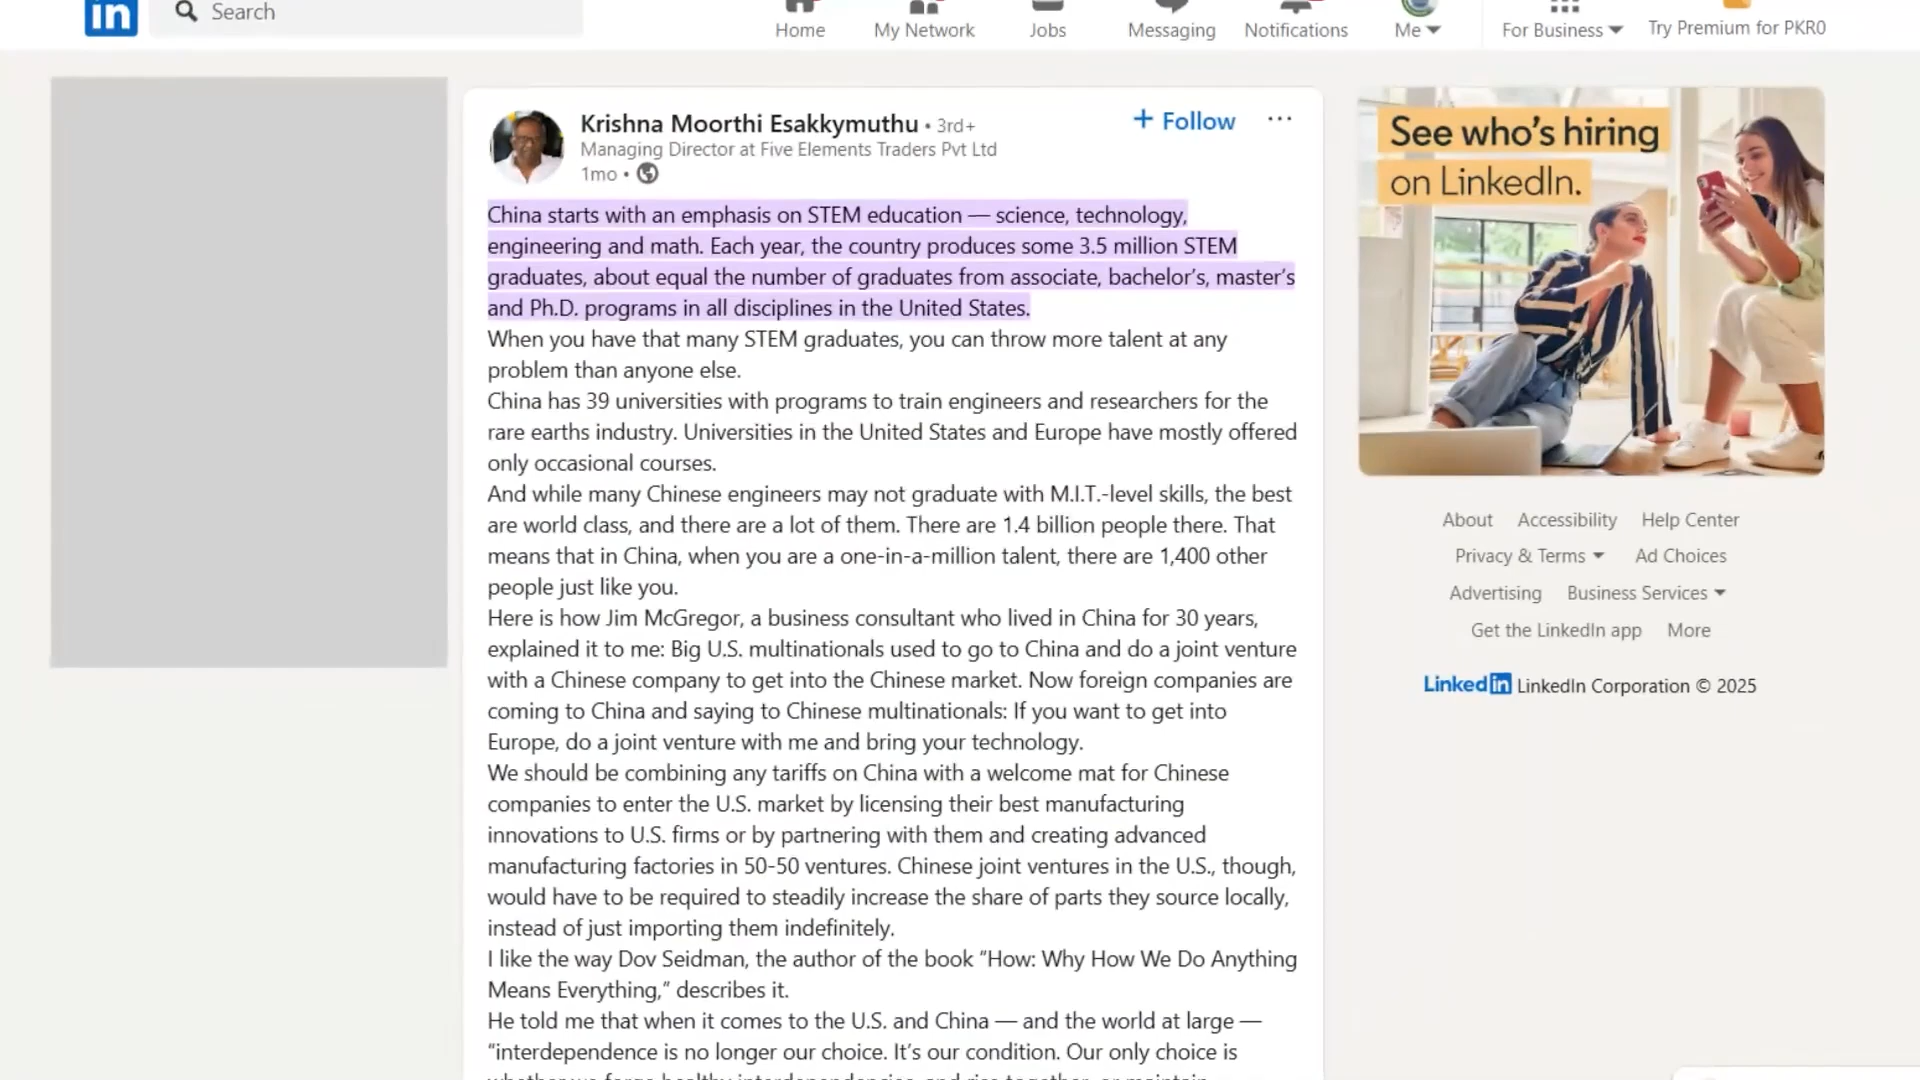 in
Search
Home
My Network
Jobs
Messaging
Notifications
Me
For Business
Try Premium for PKR0
Krishna Moorthi Esakkymuthu • 3rd+
Managing Director at Five Elements Traders Pvt Ltd
1mo •
+ Follow
China starts with an emphasis on STEM education — science, technology,
engineering and math. Each year, the country produces some 3.5 million STEM
graduates, about equal the number of graduates from associate, bachelor’s, master’s
and Ph.D. programs in all disciplines in the United States.
When you have that many STEM graduates, you can throw more talent at any
problem than anyone else.
China has 39 universities with programs to train engineers and researchers for the
rare earths industry. Universities in the United States and Europe have mostly offered
only occasional courses.
And while many Chinese engineers may not graduate with M.I.T.-level skills, the best
are world class, and there are a lot of them. There are 1.4 billion people there. That
means that in China, when you are a one-in-a-million talent, there are 1,400 other
people just like you.
Here is how Jim McGregor, a business consultant who lived in China for 30 years,
explained it to me: Big U.S. multinationals used to go to China and do a joint venture
with a Chinese company to get into the Chinese market. Now foreign companies are
coming to China and saying to Chinese multinationals: If you want to get into
Europe, do a joint venture with me and bring your technology.
We should be combining any tariffs on China with a welcome mat for Chinese
companies to enter the U.S. market by licensing their best manufacturing
innovations to U.S. firms or by partnering with them and creating advanced
manufacturing factories in 50-50 ventures. Chinese joint ventures in the U.S., though,
would have to be required to steadily increase the share of parts they source locally,
instead of just importing them indefinitely.
I like the way Dov Seidman, the author of the book “How: Why How We Do Anything
Means Everything,” describes it.
He told me that when it comes to the U.S. and China — and the world at large —
“interdependence is no longer our choice. It’s our condition. Our only choice is
See who’s hiring
on LinkedIn.
About Accessibility Help Center
Privacy & Terms Ad Choices
Advertising Business Services
Get the LinkedIn app More
LinkedIn LinkedIn Corporation © 2025